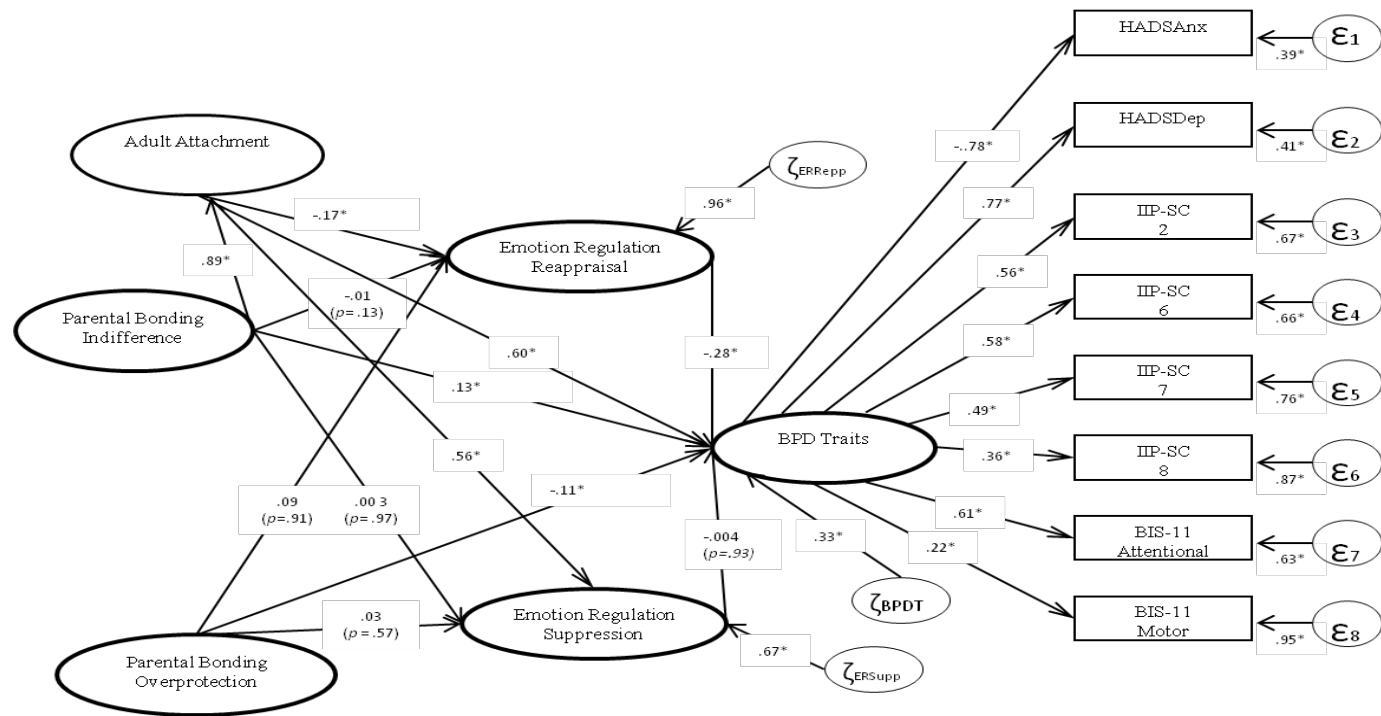 HADSAnx
ε1
.39*
Adult Attachment
HADSDep
ε2
.41*
-..78*
ζERRepp
-.17*
.96*
.77*
IIP-SC
2
ε3
.67*
.89*
Emotion Regulation
Reappraisal
.56*
-.01
(p=.13)
IIP-SC
6
ε4
.66*
Parental Bonding
Indifference
.58*
.60*
-.28*
IIP-SC
7
ε5
.76*
.13*
.49*
BPD Traits
.56*
.36*
IIP-SC
8
ε6
.87*
.09
(p=.91)
.00 3
(p=.97)
-.11*
.61*
-.004
(p=.93)
.33*
.22*
BIS-11
Attentional
ε7
.63*
ζBPDT
.03
(p=.57)
Emotion Regulation
Suppression
BIS-11
Motor
ε8
.95*
.67*
ζERSupp
Parental Bonding
Overprotection